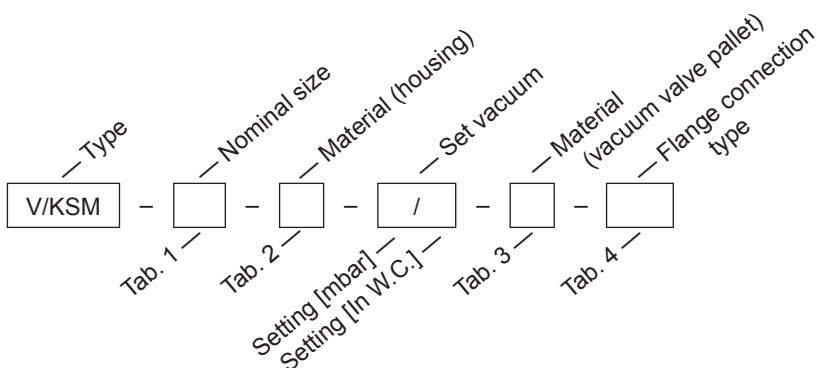 Type
Nominal size
Material (housing)
Set vacuum
Material
(vacuum valve pallet)
Flange connection
type
V/KSM – – – / – –
Tab. 1
Tab. 2
Setting [mbar]
Setting [In W.C.]
Tab. 3
Tab. 4